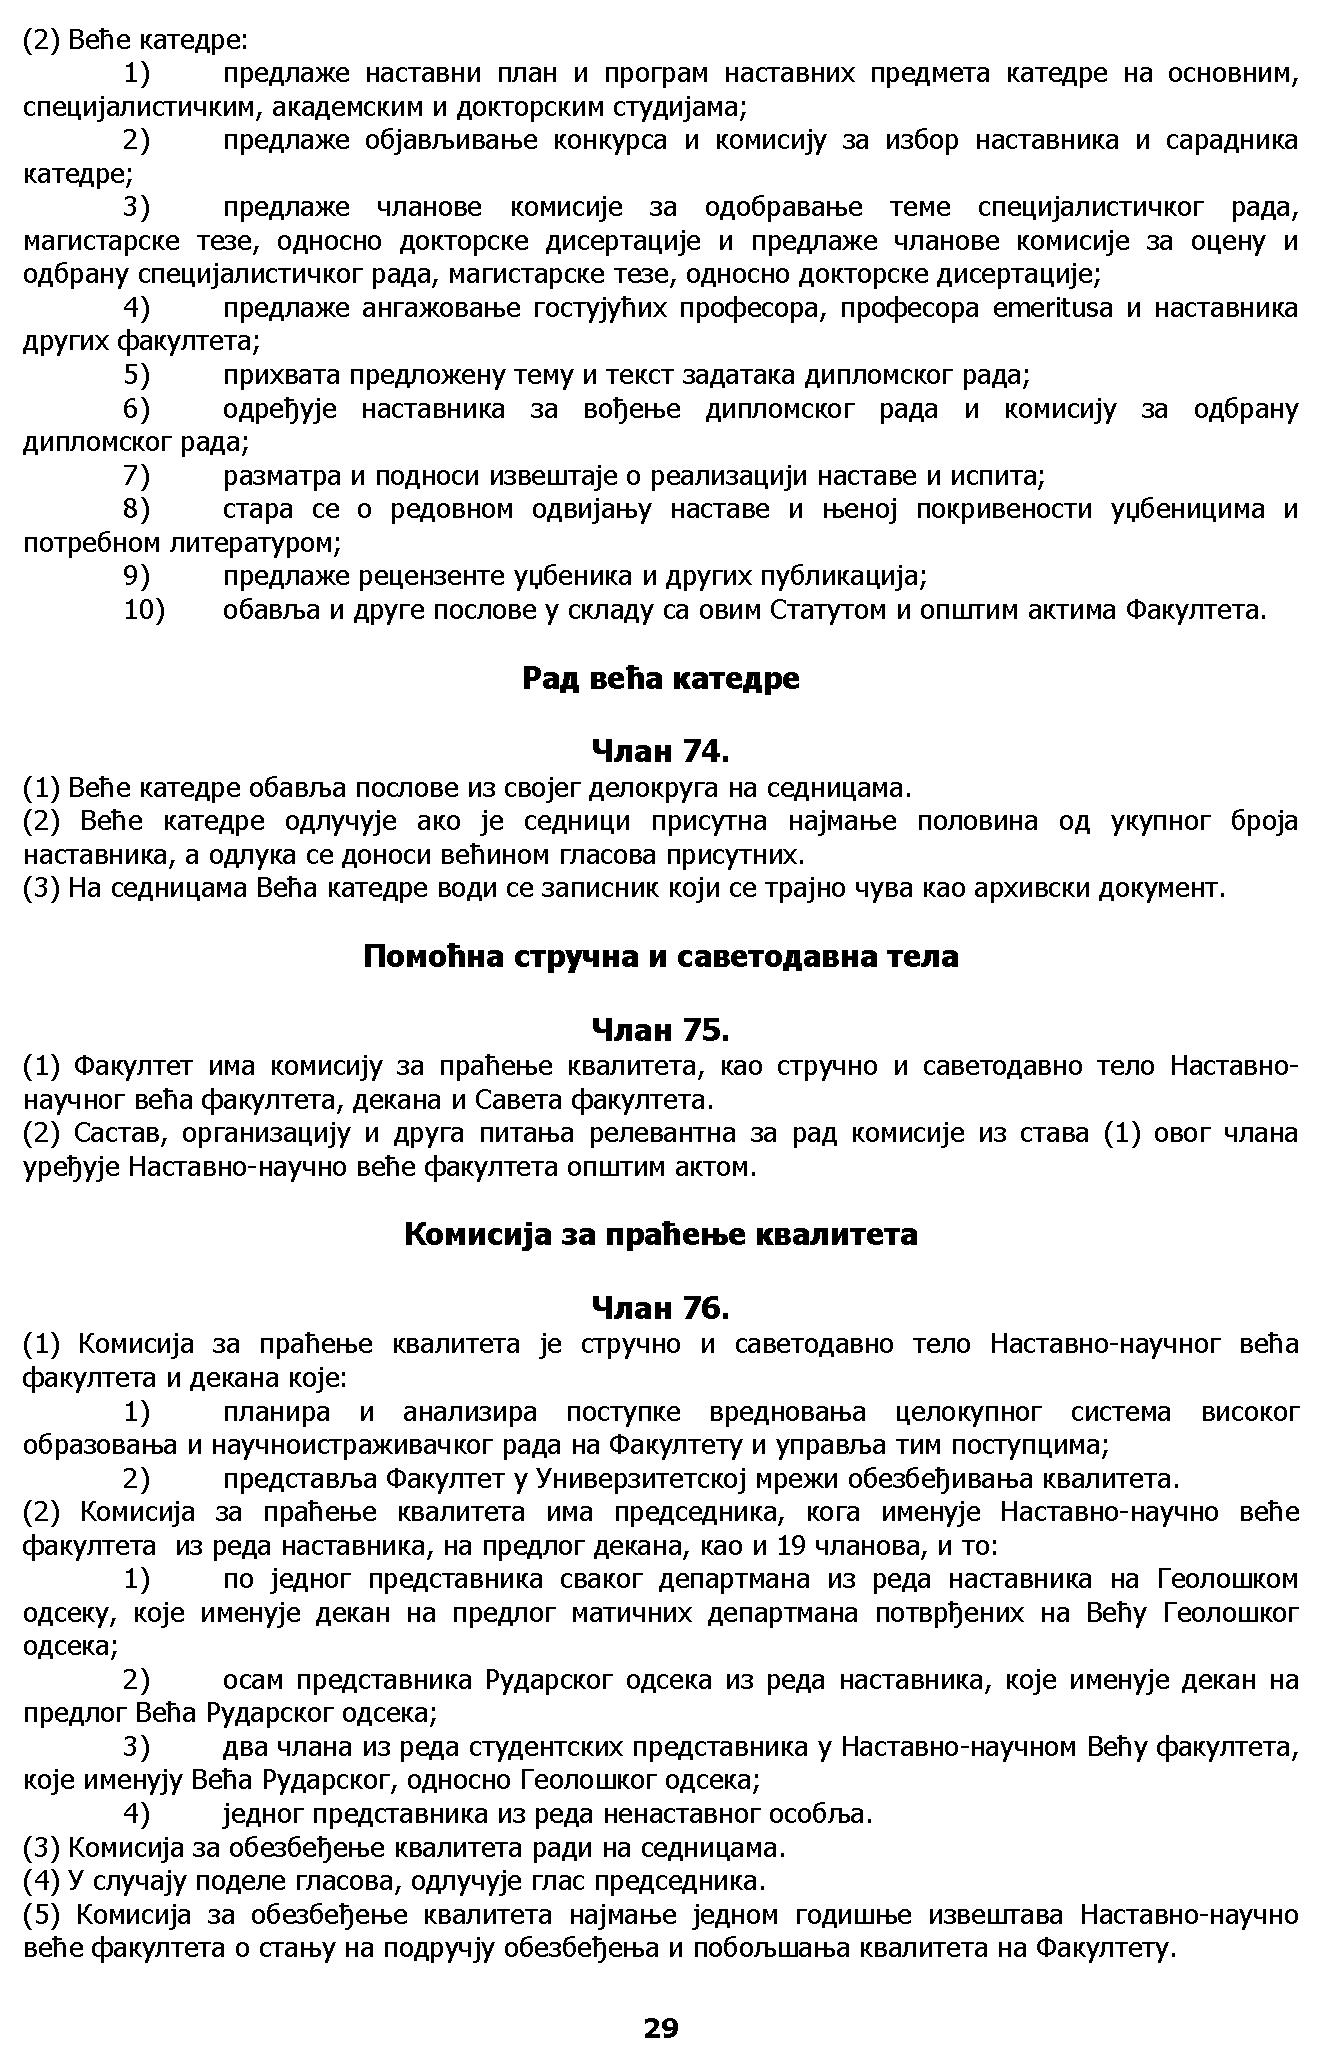 (2) Веће катедре:
1) предлаже наставни план и програм наставних предмета катедре на основним,
специјалистичким, академским и докторским студијама;
2) предлаже објављивање конкурса и комисију за избор наставника и сарадника
катедре;
3) предлаже чланове комисије за одобравање теме специјалистичког рада,
магистарске тезе, односно докторске дисертације и предлаже чланове комисије за оцену и
одбрану специјалистичког рада, магистарске тезе, односно докторске дисертације;
4) предлаже ангажовање гостујућих професора, професора emeritusа и наставника
других факултета;
5) прихвата предложену тему и текст задатака дипломског рада;
6) одређује наставника за вођење дипломског рада и комисију за одбрану
дипломског рада;
7) разматра и подноси извештаје о реализацији наставе и испита;
8) стара се о редовном одвијању наставе и њеној покривености уџбеницима и
потребном литературом;
9) предлаже рецензенте уџбеника и других публикација;
10) обавља и друге послове у складу са овим Статутом и општим актима Факултета.
Рад већа катедре
Члан 74.
(1) Веће катедре обавља послове из својег делокруга на седницама.
(2) Веће катедре одлучује ако је седници присутна најмање половина од укупног броја
наставника, а одлука се доноси већином гласова присутних.
(3) На седницама Већа катедре води се записник који се трајно чува као архивски документ.
Помоћна стручна и саветодавна тела
Члан 75.
(1) Факултет има комисију за праћење квалитета, као стручно и саветодавно тело Наставно-
научног већа факултета, декана и Савета факултета.
(2) Састав, организацију и друга питања релевантна за рад комисије из става (1) овог члана
уређује Наставно-научно веће факултета општим актом.
Комисија за праћење квалитета
Члан 76.
(1) Комисија за праћење квалитета је стручно и саветодавно тело Наставно-научног већа
факултета и декана које:
1) планира и анализира поступке вредновања целокупног система високог
образовања и научноистраживачког рада на Факултету и управља тим поступцима;
2) представља Факултет у Универзитетској мрежи обезбеђивања квалитета.
(2) Комисија за праћење квалитета има председника, кога именује Наставно-научно веће
факултета из реда наставника, на предлог декана, као и 19 чланова, и то:
1) по једног представника сваког департмана из реда наставника на Геолошком
одсеку, које именује декан на предлог матичних департмана потврђених на Већу Геолошког
одсека;
2) осам представника Рударског одсека из реда наставника, које именује декан на
предлог Већа Рударског одсека;
3) два члана из реда студентских представника у Наставно-научном Већу факултета,
које именују Већа Рударског, односно Геолошког одсека;
4) једног представника из реда ненаставног особља.
(3) Комисија за обезбеђење квалитета ради на седницама.
(4) У случају поделе гласова, одлучује глас председника.
(5) Комисија за обезбеђење квалитета најмање једном годишње извештава Наставно-научно
веће факултета о стању на подручју обезбеђења и побољшања квалитета на Факултету.
29